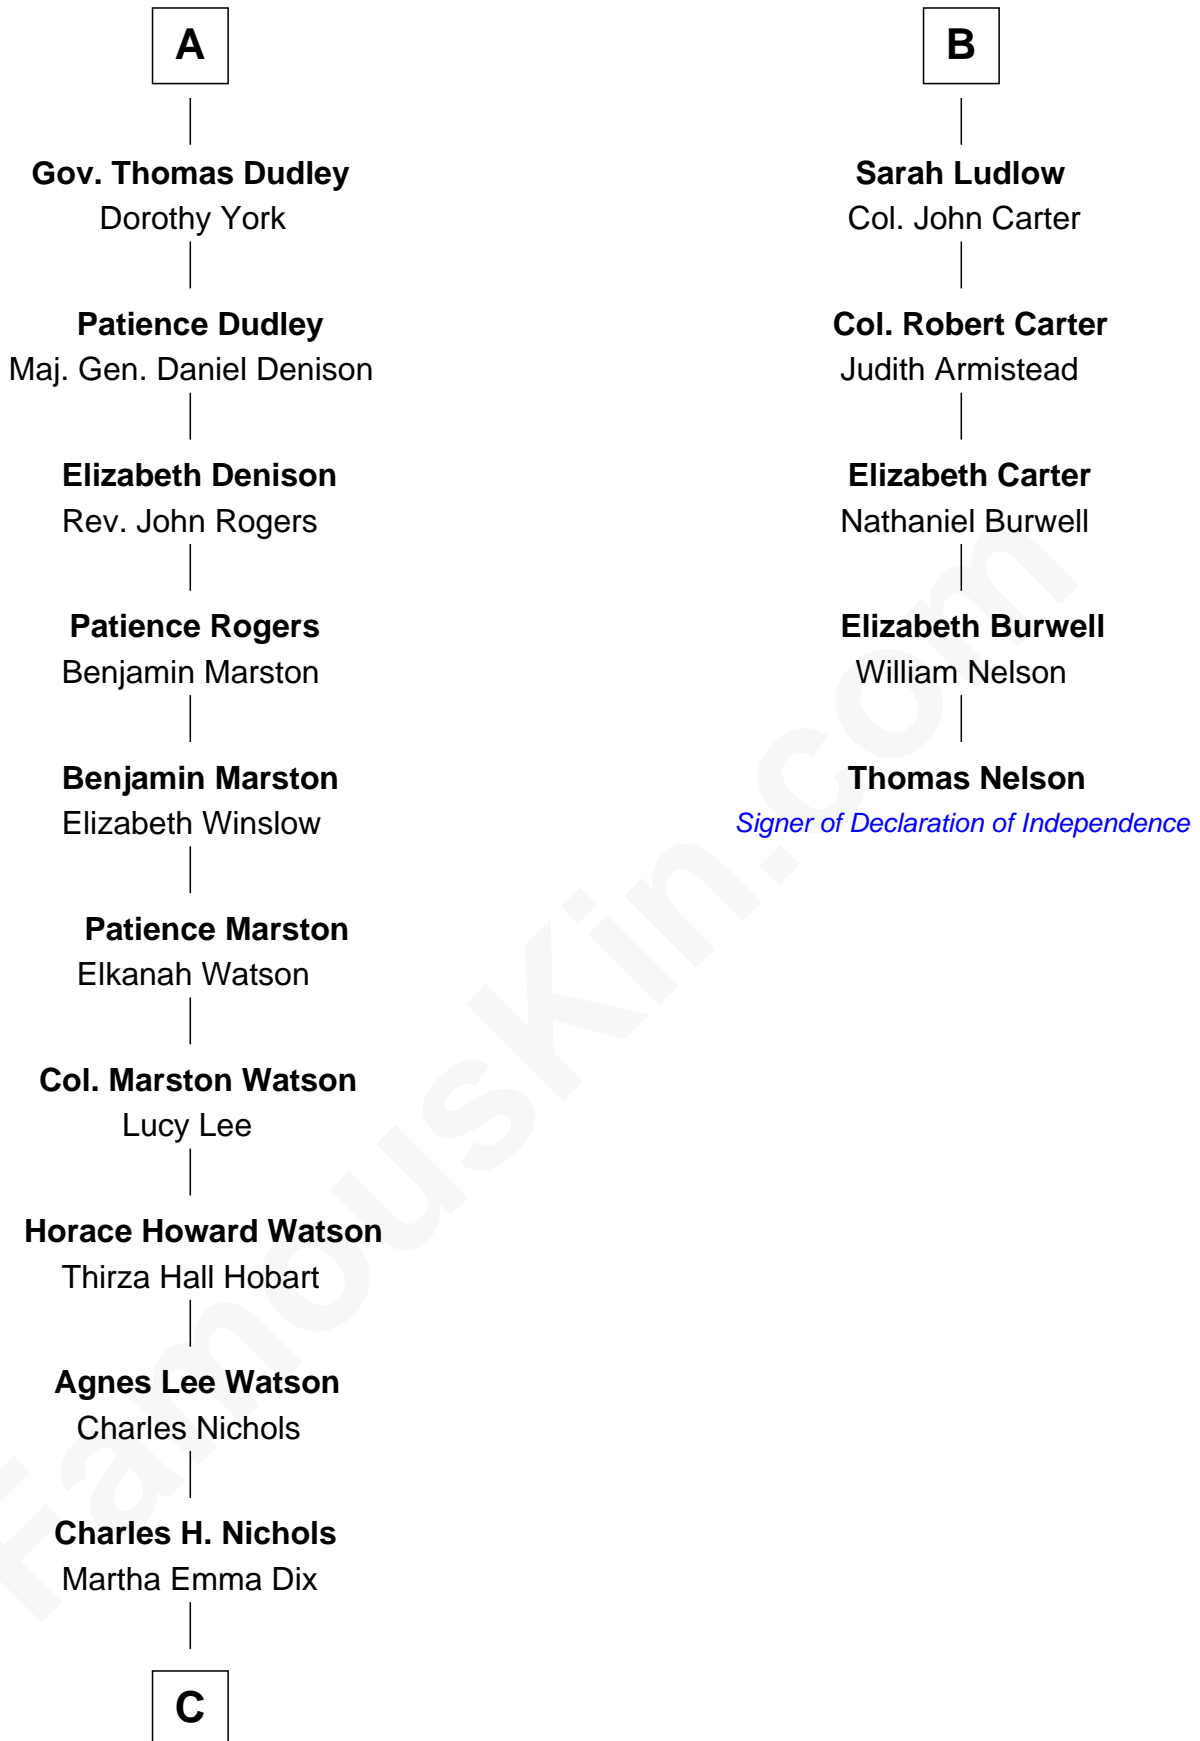 A
Gov. Thomas Dudley
Dorothy York
Patience Dudley
Maj. Gen. Daniel Denison
Elizabeth Denison
Rev. John Rogers
Patience Rogers
Benjamin Marston
Benjamin Marston
Elizabeth Winslow
Patience Marston
Elkanah Watson
Col. Marston Watson
Lucy Lee
Horace Howard Watson
Thirza Hall Hobart
Agnes Lee Watson
Charles Nichols
Charles H. Nichols
Martha Emma Dix
C
B
Sarah Ludlow
Col. John Carter
Col. Robert Carter
Judith Armistead
Elizabeth Carter
Nathaniel Burwell
Elizabeth Burwell
William Nelson
Thomas Nelson
Signer of Declaration of Independence
FamousKin.com